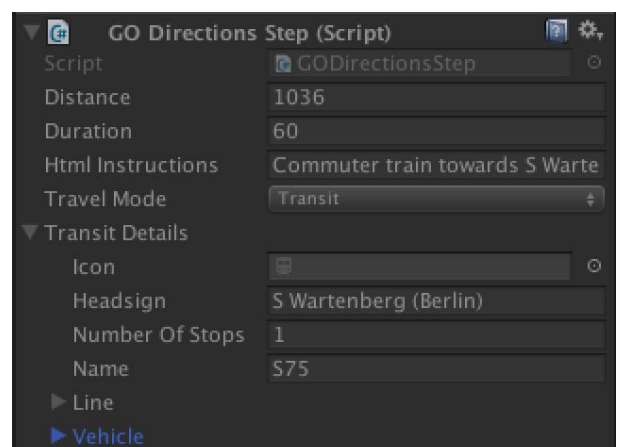 GO Directions Step (Script)
Script GODirectionsStep
Distance 1036
Duration 60
Html Instructions Commuter train towards S Warte
Travel Mode Transit
Transit Details
Icon
Headsign S Wartenberg (Berlin)
Number Of Stops 1
Name S75
Line
Vehicle